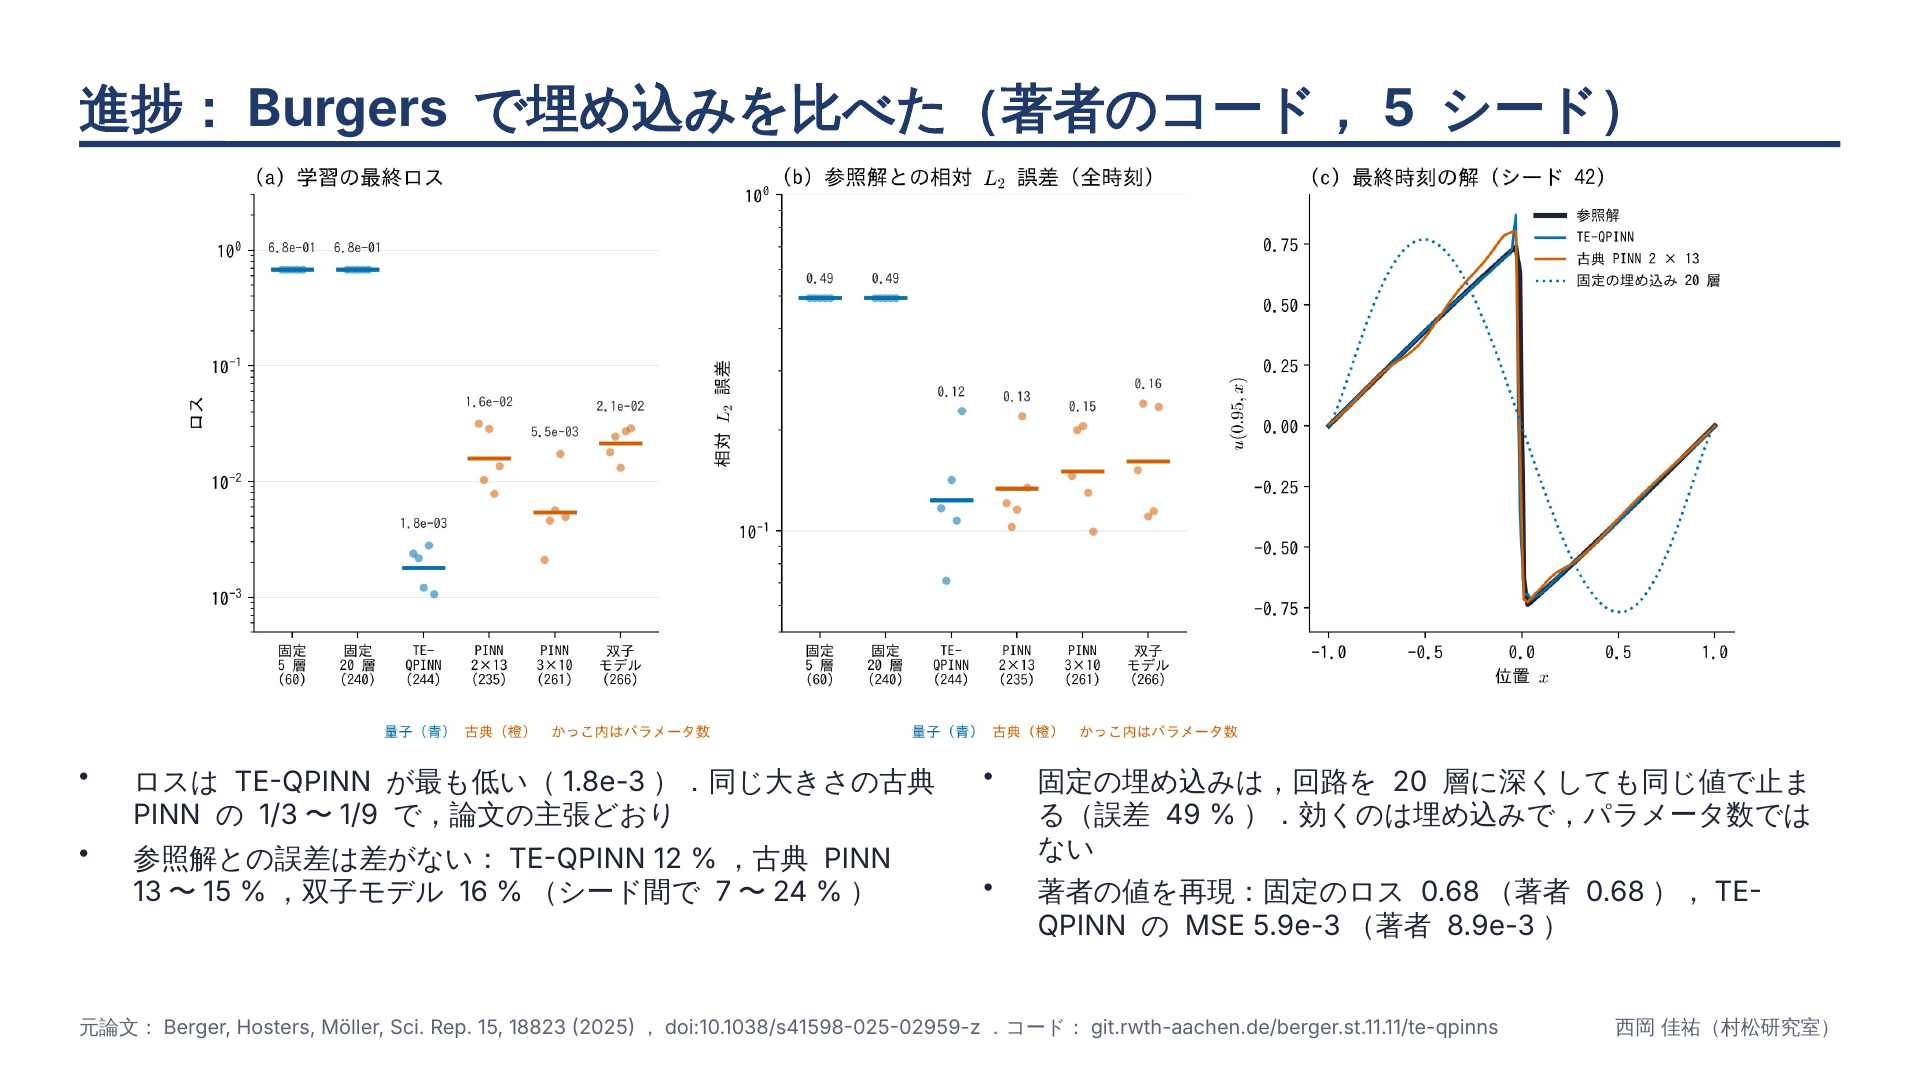 進捗：Burgers で埋め込みを比べた（著者のコード，5 シード）
(a) 学習の最終ロス
ロス
10⁰
10⁻¹
10⁻²
10⁻³
6.8e-01
6.8e-01
1.8e-03
1.6e-02
5.5e-03
2.1e-02
固定
5 層
(60)
固定
20 層
(240)
TE-
QPINN
(244)
PINN
2×13
(235)
PINN
3×10
(261)
双子
モデル
(266)
量子（青） 古典（橙） かっこ内はパラメータ数
(b) 参照解との相対 L₂ 誤差（全時刻）
相対 L₂ 誤差
10⁰
10⁻¹
0.49
0.49
0.12
0.13
0.15
0.16
固定
5 層
(60)
固定
20 層
(240)
TE-
QPINN
(244)
PINN
2×13
(235)
PINN
3×10
(261)
双子
モデル
(266)
量子（青） 古典（橙） かっこ内はパラメータ数
(c) 最終時刻の解（シード 42）
参照解
TE-QPINN
古典 PINN 2 × 13
固定の埋め込み 20 層
u(0.95, x)
0.75
0.50
0.25
0.00
-0.25
-0.50
-0.75
-1.0
-0.5
0.0
0.5
1.0
位置 x
• ロスは TE-QPINN が最も低い（1.8e-3）．同じ大きさの古典
PINN の 1/3〜1/9 で，論文の主張どおり
• 参照解との誤差は差がない：TE-QPINN 12 %，古典 PINN
13〜15 %，双子モデル 16 %（シード間で 7〜24 %）
• 固定の埋め込みは，回路を 20 層に深くしても同じ値で止ま
る（誤差 49 %）．効くのは埋め込みで，パラメータ数では
ない
• 著者の値を再現：固定のロス 0.68（著者 0.68），TE-
QPINN の MSE 5.9e-3（著者 8.9e-3）
元論文：Berger, Hosters, Möller, Sci. Rep. 15, 18823 (2025)，doi:10.1038/s41598-025-02959-z．コード：git.rwth-aachen.de/berger.st.11.11/te-qpinns
西岡 佳祐（村松研究室）